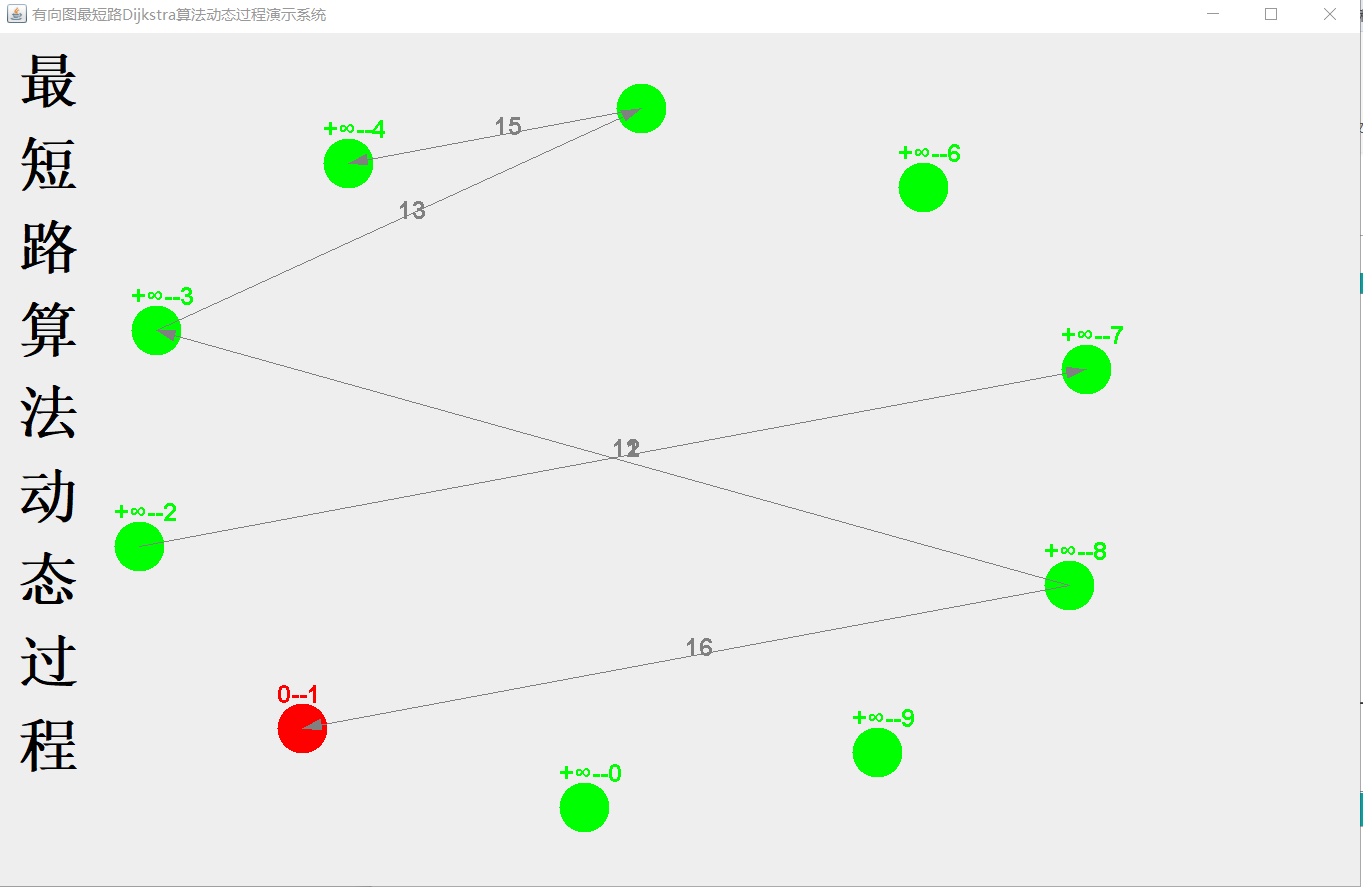 有向图最短路Dijkstra算法动态过程演示系统
最
短
路
算
法
动
态
过
程
15
+∞--4
+∞--6
13
+∞--3
+∞--7
+∞--2
+∞--8
16
0--1
+∞--9
+∞--0